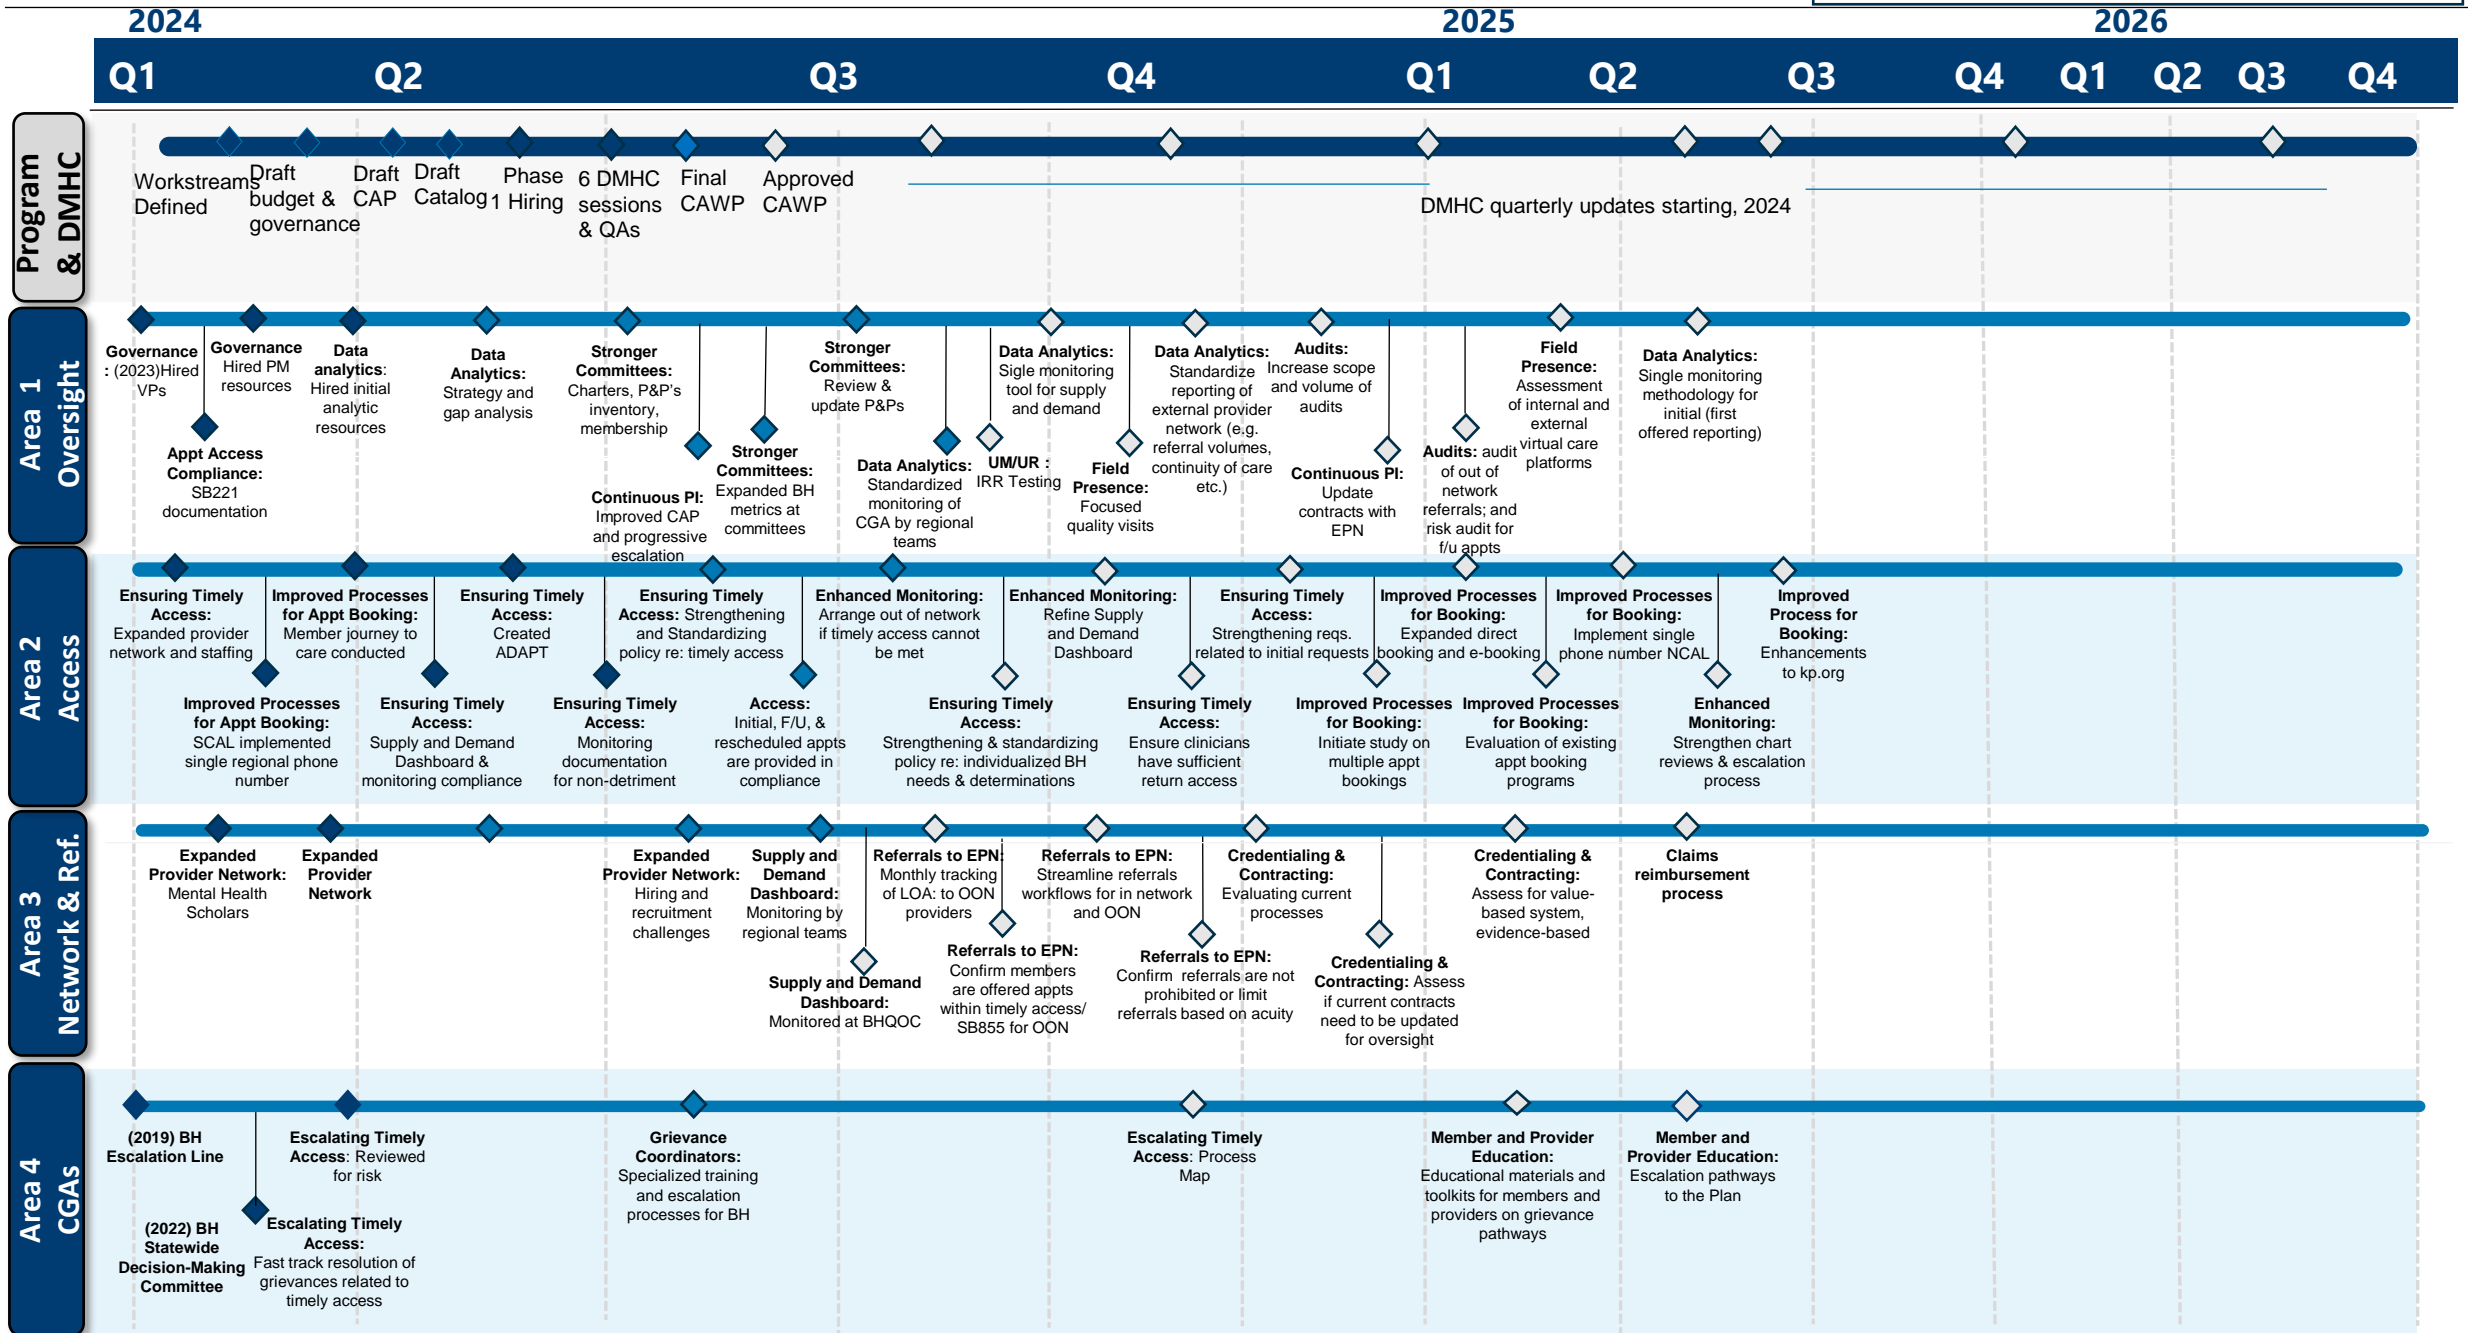 2024
2025
2026
Q1
Q2
Q3
Q4
Q1
Q2
Q3
Q4
Q1
Q2
Q3
Q4
Program
& DMHC
Workstreams
Defined
Draft
budget &
governance
Draft
CAP
Draft
Catalog
Phase
1 Hiring
6 DMHC
sessions
& QAs
Final
CAWP
Approved
CAWP
DMHC quarterly updates starting, 2024
Area 1
Oversight
Governance
: (2023)Hired
VPs
Appt Access
Compliance:
SB221
documentation
Governance
Hired PM
resources
Data
analytics:
Hired initial
analytic
resources
Data
Analytics:
Strategy and
gap analysis
Stronger
Committees:
Charters, P&P's
inventory,
membership
Continuous PI:
Improved CAP
and progressive
escalation
Stronger
Committees:
Expanded BH
metrics at
committees
Stronger
Committees:
Review &
update P&Ps
Data Analytics:
Standardized
monitoring of
CGA by regional
teams
UM/UR :
IRR Testing
Data Analytics:
Sigle monitoring
tool for supply
and demand
Field
Presence:
Focused
quality visits
Data Analytics:
Standardize
reporting of
external provider
network (e.g.
referral volumes,
continuity of care
etc.)
Audits:
Increase scope
and volume of
audits
Continuous PI:
Update
contracts with
EPN
Audits: audit
of out of
network
referrals; and
risk audit for
f/u appts
Field
Presence:
Assessment
of internal and
external
virtual care
platforms
Data Analytics:
Single monitoring
methodology for
initial (first
offered reporting)
Area 2
Access
Ensuring Timely
Access:
Expanded provider
network and staffing
Improved Processes
for Appt Booking:
SCAL implemented
single regional phone
number
Improved Processes
for Appt Booking:
Member journey to
care conducted
Ensuring Timely
Access:
Supply and Demand
Dashboard &
monitoring compliance
Ensuring Timely
Access:
Created
ADAPT
Ensuring Timely
Access:
Monitoring
documentation
for non-detriment
Ensuring Timely
Access: Strengthening
and Standardizing
policy re: timely access
Access:
Initial, F/U, &
rescheduled appts
are provided in
compliance
Enhanced Monitoring:
Arrange out of network
if timely access cannot
be met
Ensuring Timely
Access:
Strengthening & standardizing
policy re: individualized BH
needs & determinations
Enhanced Monitoring:
Refine Supply
and Demand
Dashboard
Ensuring Timely
Access:
Ensure clinicians
have sufficient
return access
Ensuring Timely
Access:
Strengthening reqs.
related to initial requests
Improved Processes
for Booking:
Initiate study on
multiple appt
bookings
Improved Processes
for Booking:
Expanded direct
booking and e-booking
Improved Processes
for Booking:
Evaluation of existing
appt booking
programs
Improved Processes
for Booking:
Implement single
phone number NCAL
Enhanced
Monitoring:
Strengthen chart
reviews & escalation
process
Improved
Process for
Booking:
Enhancements
to kp.org
Area 3
Network & Ref.
Expanded
Provider Network:
Mental Health
Scholars
Expanded
Provider
Network
Expanded
Provider Network:
Hiring and
recruitment
challenges
Supply and
Demand
Dashboard:
Monitoring by
regional teams
Supply and Demand
Dashboard:
Monitored at BHQOC
Referrals to EPN:
Monthly tracking
of LOA: to OON
providers
Referrals to EPN:
Confirm members
are offered appts
within timely access/
SB855 for OON
Referrals to EPN:
Streamline referrals
workflows for in network
and OON
Referrals to EPN:
Confirm referrals are not
prohibited or limit
referrals based on acuity
Credentialing &
Contracting:
Evaluating current
processes
Credentialing &
Contracting: Assess
if current contracts
need to be updated
for oversight
Credentialing &
Contracting:
Assess for value-
based system,
evidence-based
Claims
reimbursement
process
Area 4
CGAs
(2019) BH
Escalation Line
(2022) BH
Statewide
Decision-Making
Committee
Escalating Timely
Access:
Fast track resolution of
grievances related to
timely access
Escalating Timely
Access: Reviewed
for risk
Grievance
Coordinators:
Specialized training
and escalation
processes for BH
Escalating Timely
Access: Process
Map
Member and Provider
Education:
Educational materials and
toolkits for members and
providers on grievance
pathways
Member and
Provider Education:
Escalation pathways
to the Plan